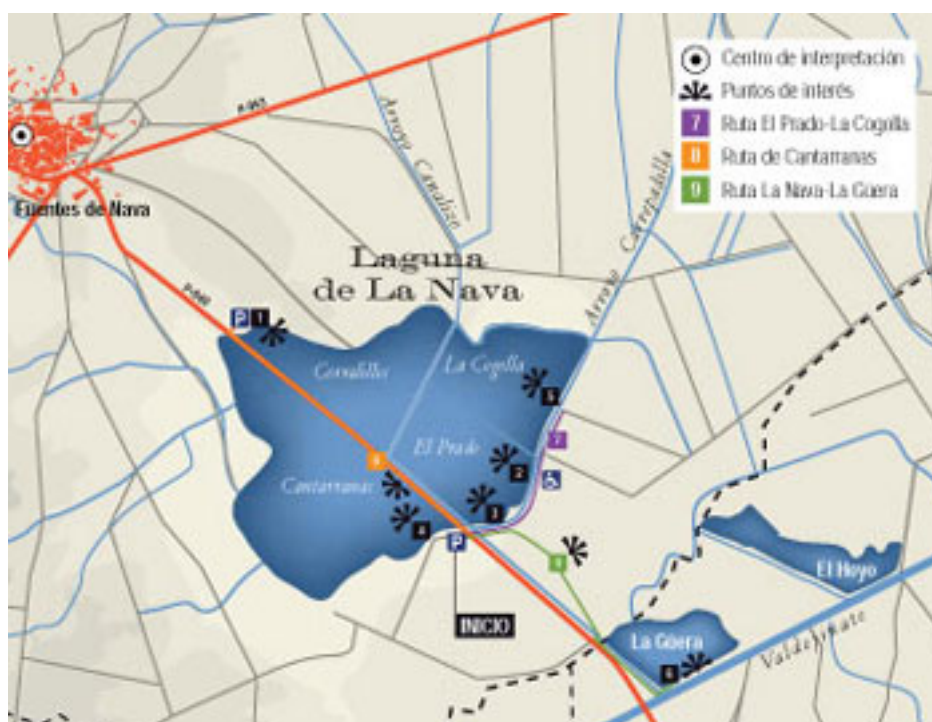 Centro de interpretación
Puntos de interés
7 Ruta El Prado-La Cogolla
8 Ruta de Cantarranas
9 Ruta La Nava-La Güera
Fuentes de Nava
Arroyo Canalizo
Arroyo Carrepalilla
Laguna
de La Nava
P 1
Corralillos
La Cogolla
5
7
El Prado
2
8
Cantarranas
3
4
P
9
El Hoyo
INICIO
La Güera
6